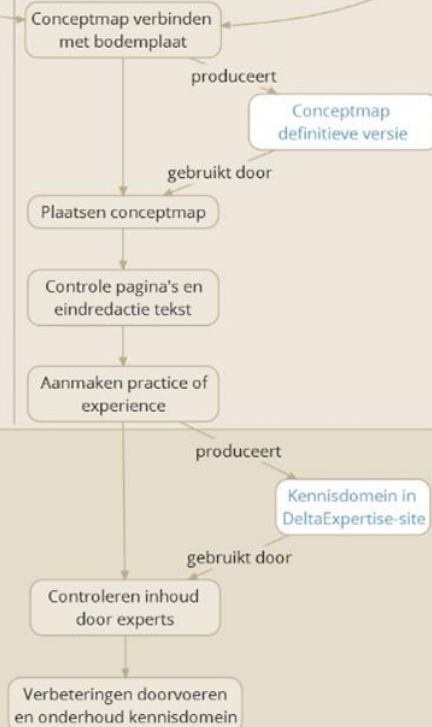 Conceptmap verbinden
met bodemplaat
produceert
Conceptmap
definitieve versie
gebruikt door
Plaatsen conceptmap
Controle pagina's en
eindredactie tekst
Aanmaken practice of
experience
produceert
Kennisdomein in
DeltaExpertise-site
gebruikt door
Controleren inhoud
door experts
Verbeteringen doorvoeren
en onderhoud kennisdomein